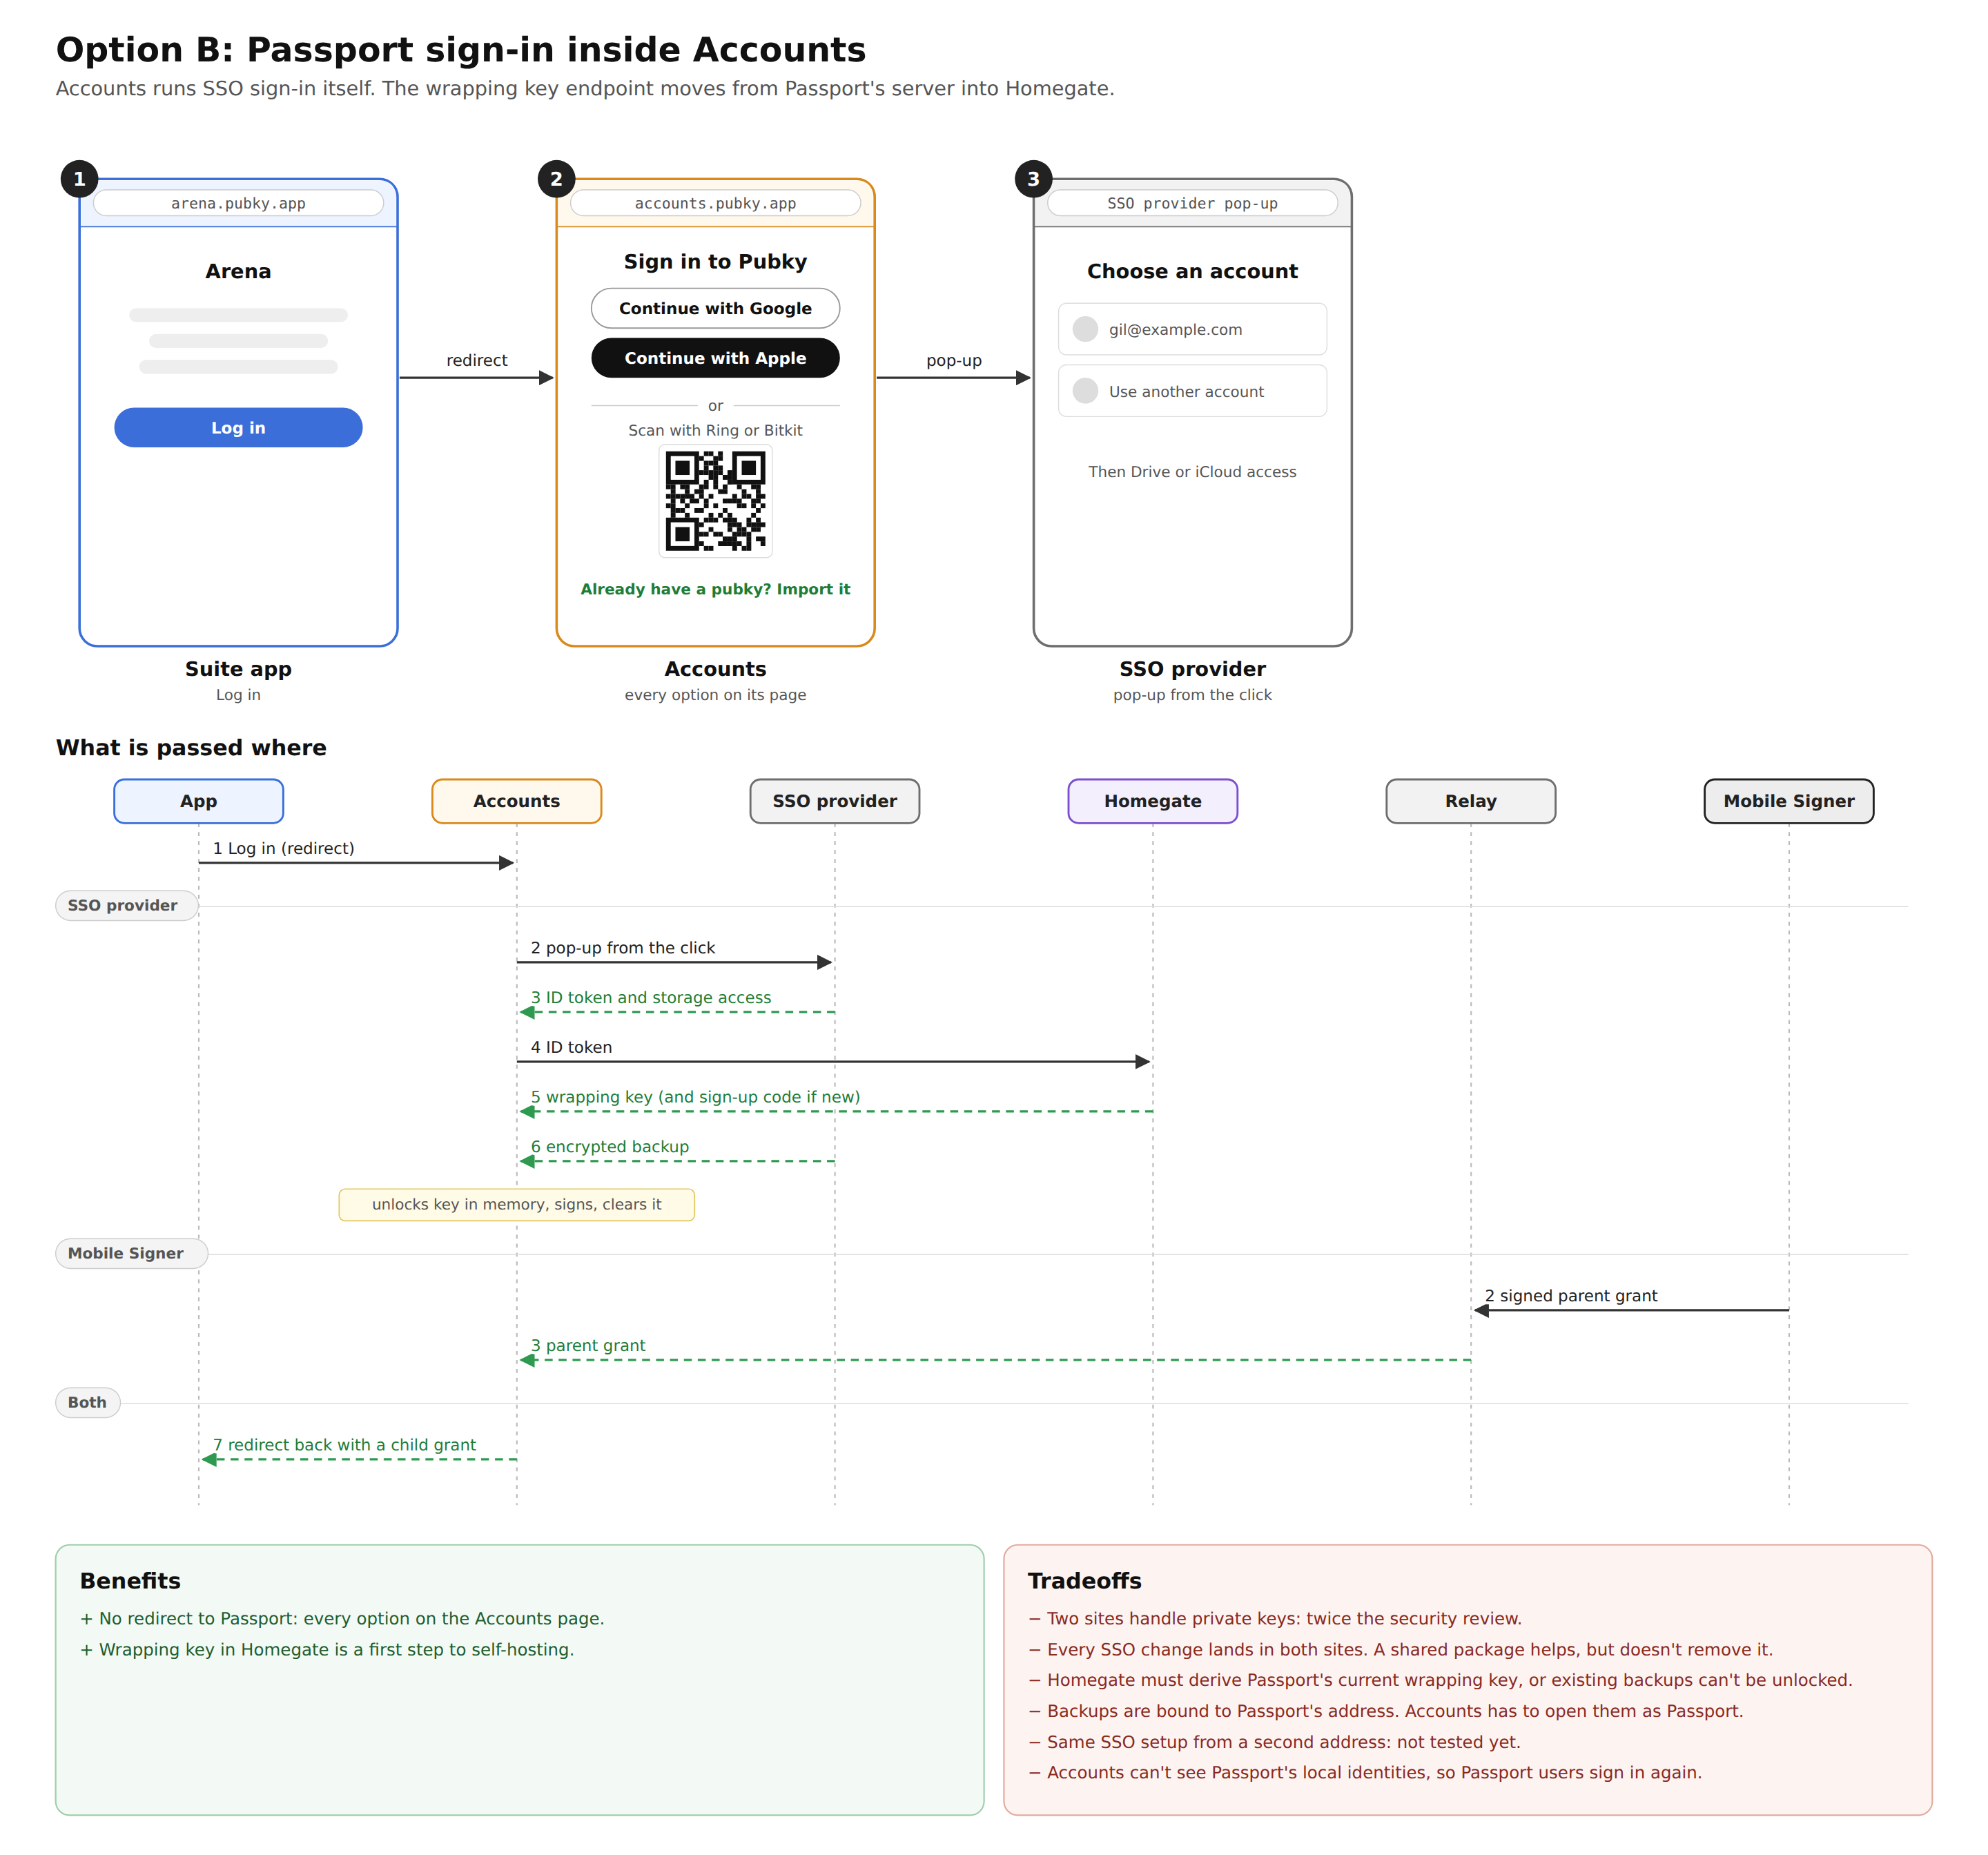 Option B: Passport sign-in inside Accounts
Accounts runs SSO sign-in itself. The wrapping key endpoint moves from Passport's server into Homegate.
1
arena.pubky.app
Arena
Log in
Suite app
Log in
redirect
2
accounts.pubky.app
Sign in to Pubky
Continue with Google
Continue with Apple
or
Scan with Ring or Bitkit
Already have a pubky? Import it
Accounts
every option on its page
pop-up
3
SSO provider pop-up
Choose an account
gil@example.com
Use another account
Then Drive or iCloud access
SSO provider
pop-up from the click
What is passed where
App
Accounts
SSO provider
Homegate
Relay
Mobile Signer
1 Log in (redirect)
SSO provider
2 pop-up from the click
3 ID token and storage access
4 ID token
5 wrapping key (and sign-up code if new)
6 encrypted backup
unlocks key in memory, signs, clears it
Mobile Signer
2 signed parent grant
3 parent grant
Both
7 redirect back with a child grant
Benefits
+ No redirect to Passport: every option on the Accounts page.
+ Wrapping key in Homegate is a first step to self-hosting.
Tradeoffs
− Two sites handle private keys: twice the security review.
− Every SSO change lands in both sites. A shared package helps, but doesn't remove it.
− Homegate must derive Passport's current wrapping key, or existing backups can't be unlocked.
− Backups are bound to Passport's address. Accounts has to open them as Passport.
− Same SSO setup from a second address: not tested yet.
− Accounts can't see Passport's local identities, so Passport users sign in again.